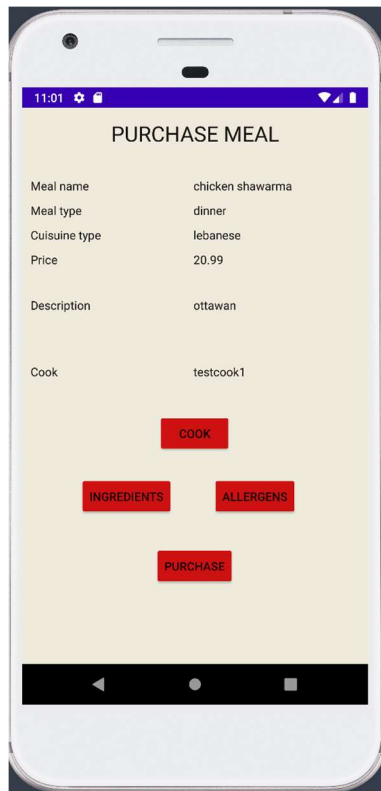 11:01
PURCHASE MEAL
Meal name chicken shawarma
Meal type dinner
Cuisuine type lebanese
Price 20.99
Description ottawan
Cook testcook1
COOK
INGREDIENTS ALLERGENS
PURCHASE